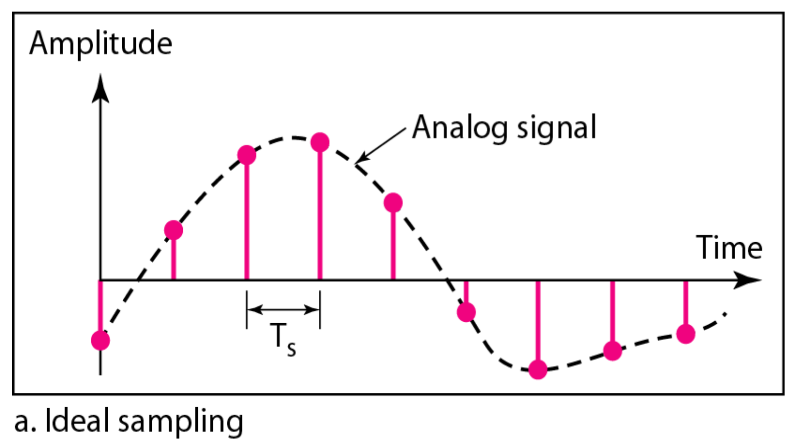 Amplitude
Analog signal
Time
Ts
a. Ideal sampling